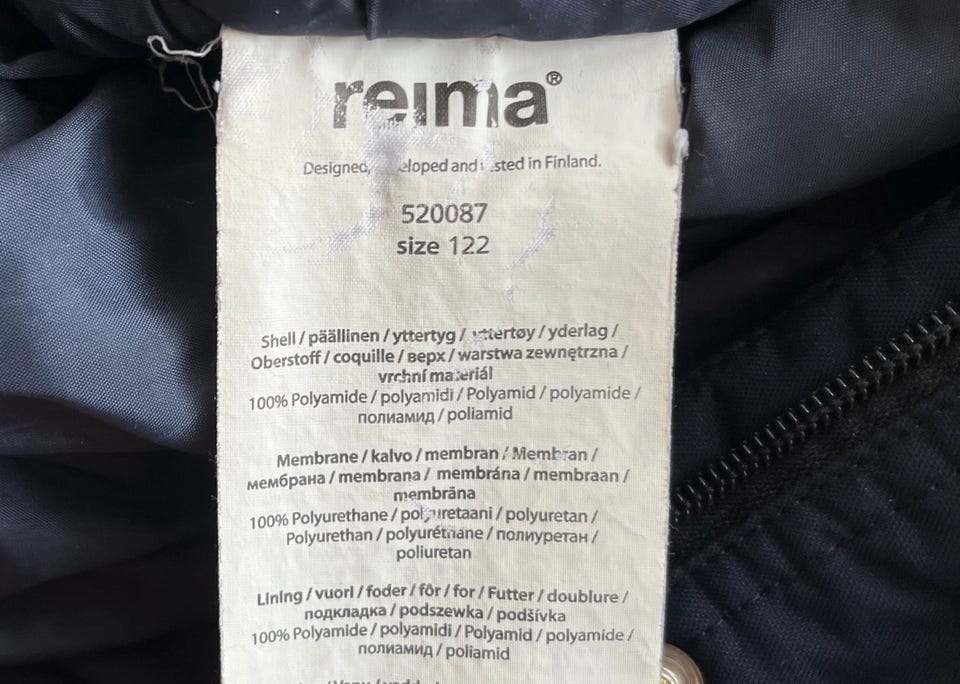 reima®
Designed, and in Finland.
520087
size 122
Shell / päällinen / yttertyg / yttertøy / yderlag /
Oberstoff / coquille / верх / warstwa zewnętrzna /
vrchní materiál
100% Polyamide / polyamidi / Polyamid / polyamide /
полиамид / poliamid
Membrane / kalvo / membran / Membran /
мембрана / membrana / membrána / membraan /
membrāna
100% Polyurethane / polyuretaani / polyuretan /
Polyurethan / polyuréthane / полиуретан /
poliuretan
Lining / vuori / foder / fôr / for / Futter / doublure /
подкладка / podszewka / podšívka
100% Polyamide / polyamidi / Polyamid / polyamide /
полиамид / poliamid